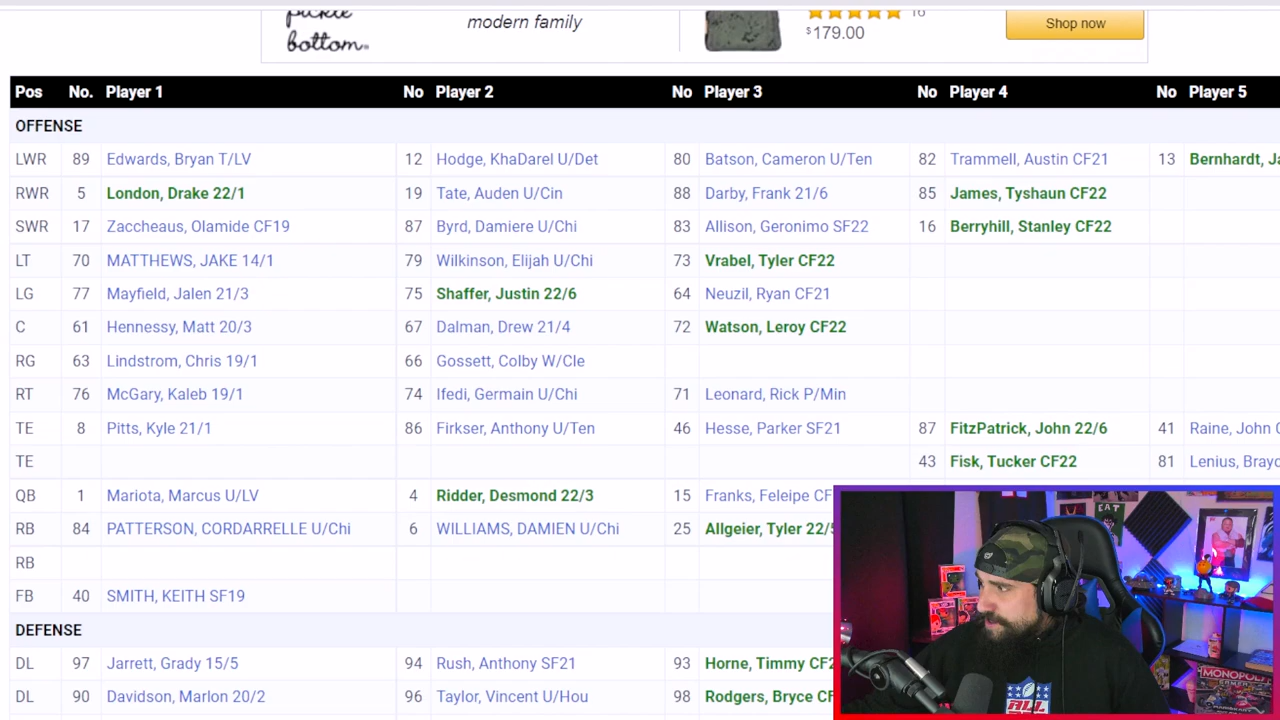 pickle
bottom
modern family
16
$179.00
Shop now
Pos No. Player 1 No Player 2 No Player 3 No Player 4 No Player 5
OFFENSE
LWR 89 Edwards, Bryan T/LV 12 Hodge, KhaDarel U/Det 80 Batson, Cameron U/Ten 82 Trammell, Austin CF21 13 Bernhardt, Ja
RWR 5 London, Drake 22/1 19 Tate, Auden U/Cin 88 Darby, Frank 21/6 85 James, Tyshaun CF22
SWR 17 Zaccheaus, Olamide CF19 87 Byrd, Damiere U/Chi 83 Allison, Geronimo SF22 16 Berryhill, Stanley CF22
LT 70 MATTHEWS, JAKE 14/1 79 Wilkinson, Elijah U/Chi 73 Vrabel, Tyler CF22
LG 77 Mayfield, Jalen 21/3 75 Shaffer, Justin 22/6 64 Neuzil, Ryan CF21
C 61 Hennessy, Matt 20/3 67 Dalman, Drew 21/4 72 Watson, Leroy CF22
RG 63 Lindstrom, Chris 19/1 66 Gossett, Colby W/Cle
RT 76 McGary, Kaleb 19/1 74 Ifedi, Germain U/Chi 71 Leonard, Rick P/Min
TE 8 Pitts, Kyle 21/1 86 Firkser, Anthony U/Ten 46 Hesse, Parker SF21 87 FitzPatrick, John 22/6 41 Raine, John
TE 43 Fisk, Tucker CF22 81 Lenius, Brayd
QB 1 Mariota, Marcus U/LV 4 Ridder, Desmond 22/3 15 Franks, Feleipe CF
RB 84 PATTERSON, CORDARRELLE U/Chi 6 WILLIAMS, DAMIEN U/Chi 25 Allgeier, Tyler 22/5
RB
FB 40 SMITH, KEITH SF19
DEFENSE
DL 97 Jarrett, Grady 15/5 94 Rush, Anthony SF21 93 Horne, Timmy CF2
DL 90 Davidson, Marlon 20/2 96 Taylor, Vincent U/Hou 98 Rodgers, Bryce CF
EAT
NFL
MONOPOLY
GAMER